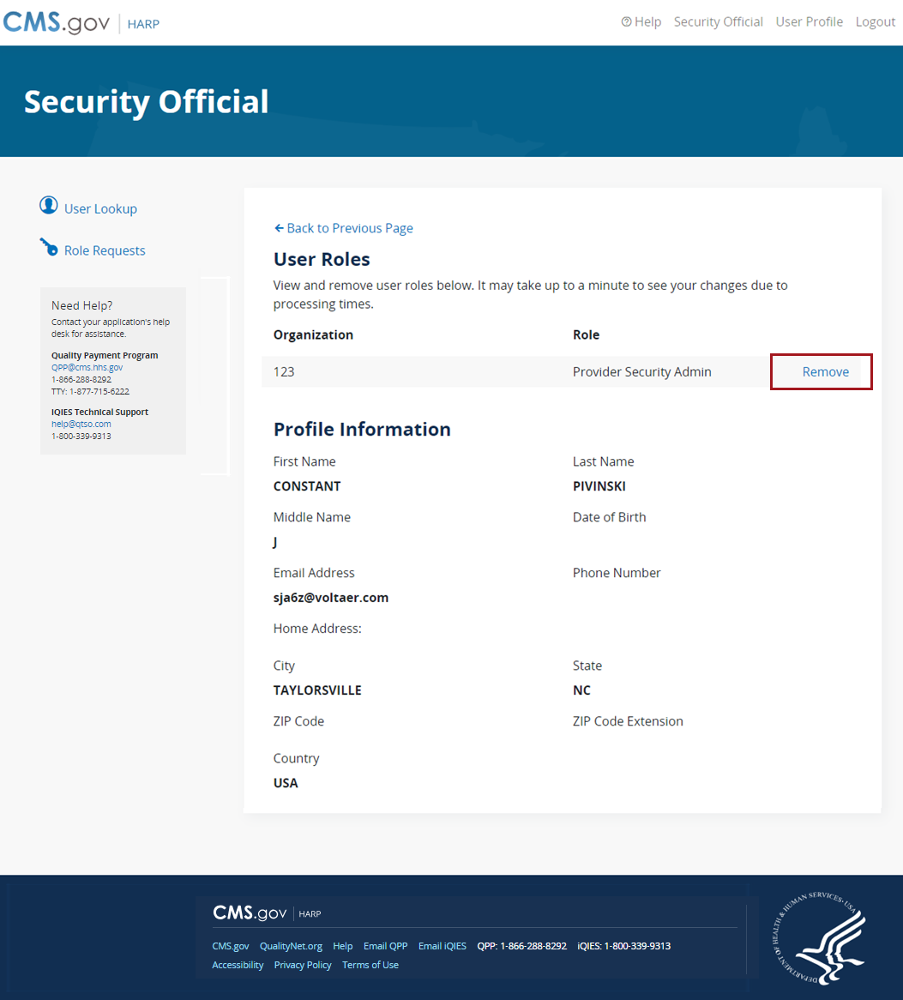 CMS.gov HARP
Help Security Official User Profile Logout
Security Official
User Lookup
Role Requests
Need Help?
Contact your application's help
desk for assistance.
Quality Payment Program
QPP@cms.hhs.gov
1-866-288-8292
TTY: 1-877-715-6222
IQIES Technical Support
help@qtso.com
1-800-339-9313
Back to Previous Page
User Roles
View and remove user roles below. It may take up to a minute to see your changes due to
processing times.
Organization Role
123 Provider Security Admin Remove
Profile Information
First Name Last Name
CONSTANT PIVINSKI
Middle Name Date of Birth
J
Email Address Phone Number
sja6z@voltaer.com
Home Address:
City State
TAYLORSVILLE NC
ZIP Code ZIP Code Extension
Country
USA
CMS.gov HARP
CMS.gov QualityNet.org Help Email QPP Email iQIES QPP: 1-866-288-8292 iQIES: 1-800-339-9313
Accessibility Privacy Policy Terms of Use
DEPARTMENT OF HEALTH & HUMAN SERVICES · USA